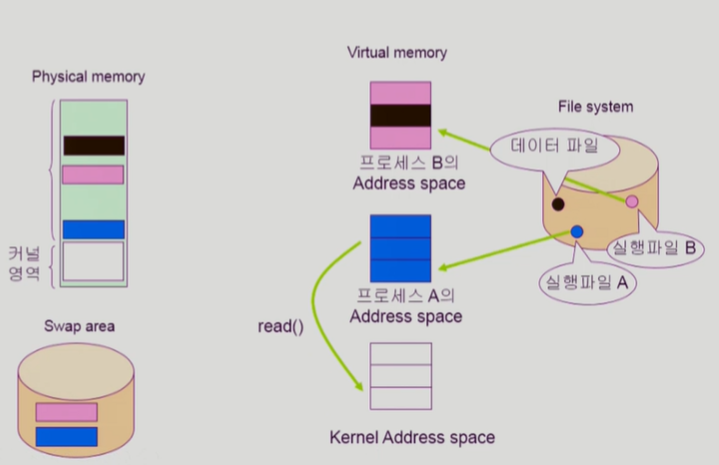 Virtual memory
Physical memory
File system
데이터 파일
프로세스 B의
Address space
실행파일 B
커널
영역
실행파일 A
프로세스 A의
Address space
Swap area
read()
Kernel Address space